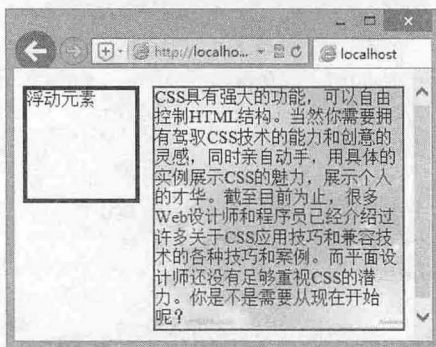 http://localho...
localhost
浮动元素
CSS具有强大的功能，可以自由
控制HTML结构。当然你需要拥
有驾驭CSS技术的能力和创意的
灵感，同时亲自动手，用具体的
实例展示CSS的魅力，展示个人
的才华。截至目前为止，很多
Web设计师和程序员已经介绍过
许多关于CSS应用技巧和兼容技
术的各种技巧和案例。而平面设
计师还没有足够重视CSS的潜
力。你是不是需要从现在开始
呢？